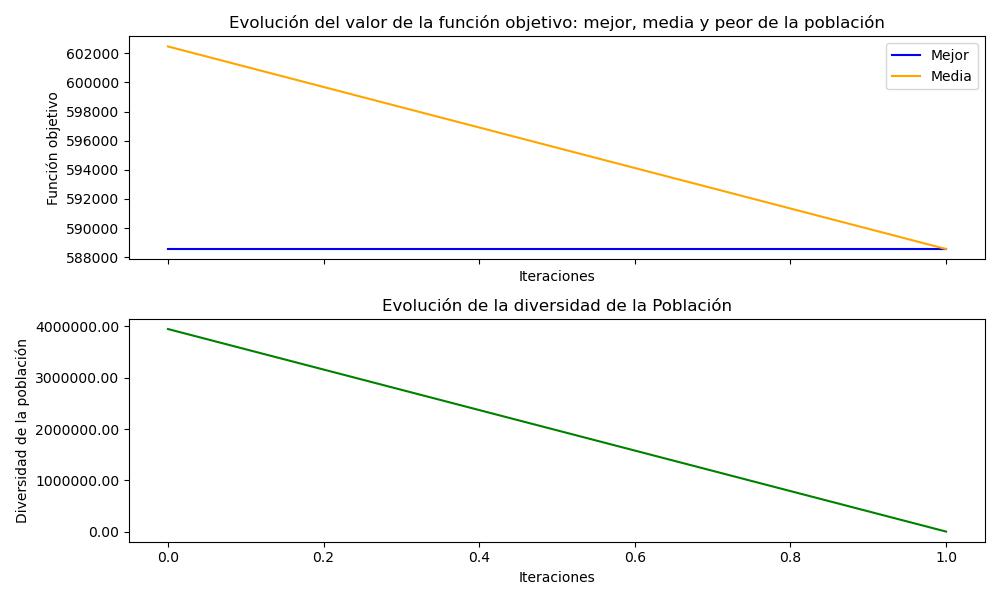 Evolución del valor de la función objetivo: mejor, media y peor de la población
Mejor
Media
Función objetivo
602000
600000
598000
596000
594000
592000
590000
588000
Iteraciones
Evolución de la diversidad de la Población
Diversidad de la población
4000000.00
3000000.00
2000000.00
1000000.00
0.00
0.0 0.2 0.4 0.6 0.8 1.0
Iteraciones